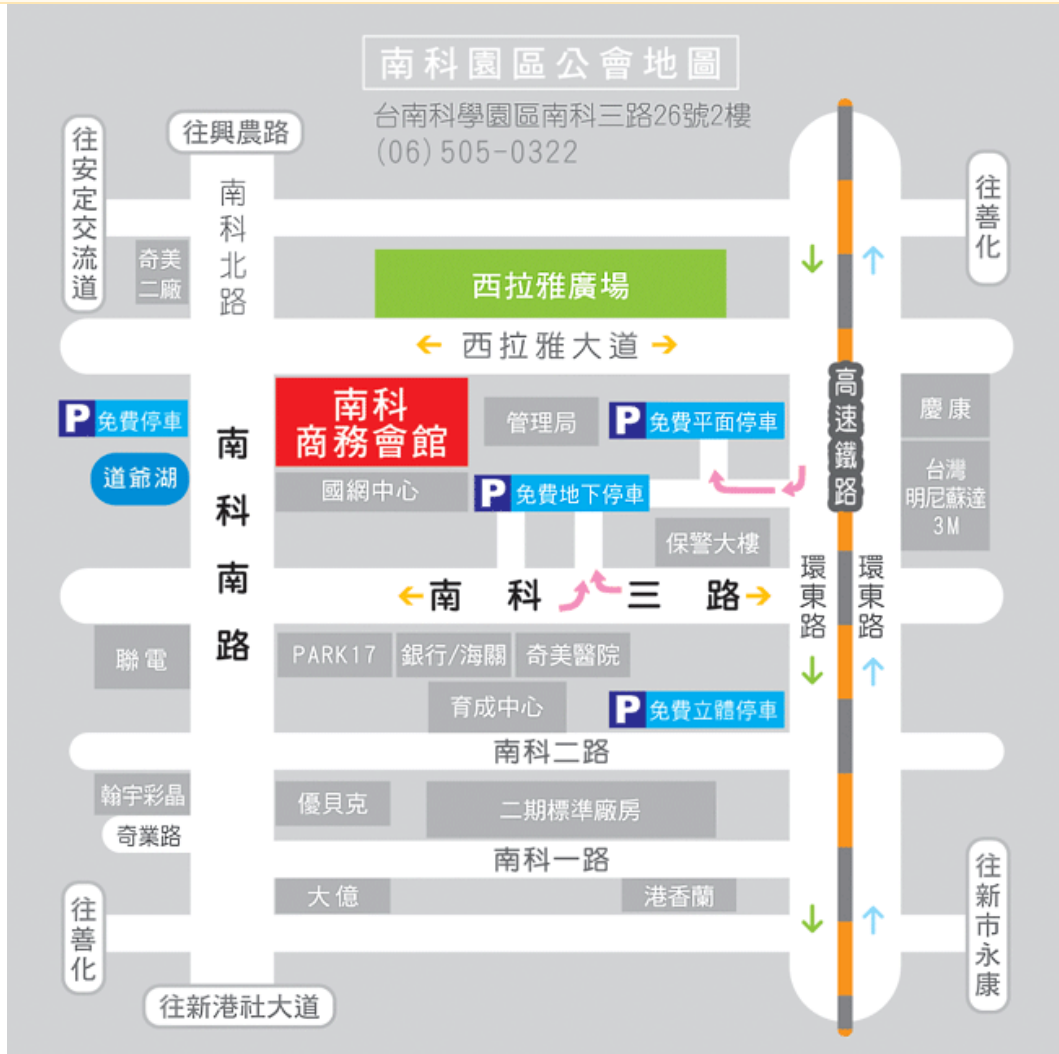 南科園區公會地圖
台南科學園區南科三路26號2樓
(06)505-0322
往安定交流道
往興農路
南科北路
往善化
奇美
二廠
西拉雅廣場
西拉雅大道
高速鐵路
P 免費停車
道爺湖
南科南路
南科
商務會館
管理局
P 免費平面停車
慶康
國網中心
P 免費地下停車
台灣
明尼蘇達
3M
保警大樓
南科三路
環東路
環東路
聯電
PARK17
銀行/海關
奇美醫院
育成中心
P 免費立體停車
南科二路
翰宇彩晶
奇業路
優貝克
二期標準廠房
南科一路
大億
港香蘭
往善化
往新市永康
往新港社大道